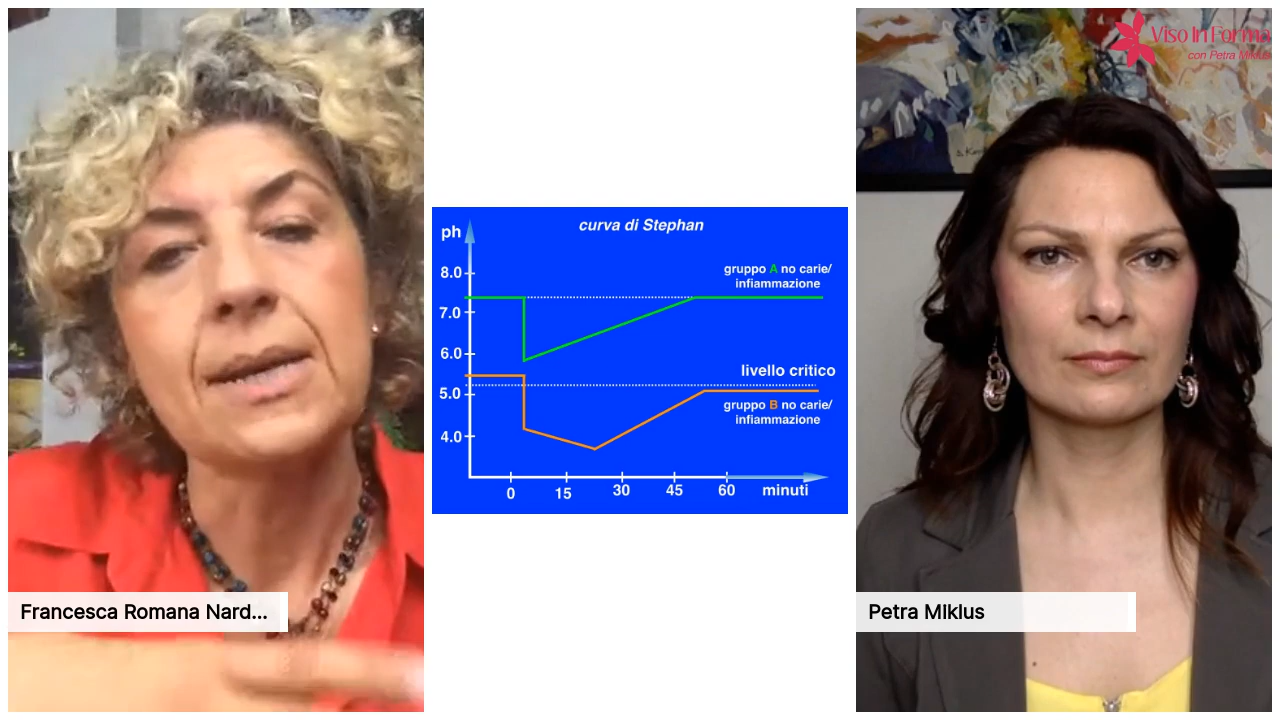 Viso In Forma
con Petra Miklus
curva di Stephan
ph
8.0
7.0
6.0
5.0
4.0
gruppo A no carie/
infiammazione
livello critico
gruppo B no carie/
infiammazione
0
15
30
45
60
minuti
Francesca Romana Nard...
Petra Miklus
S. Kar